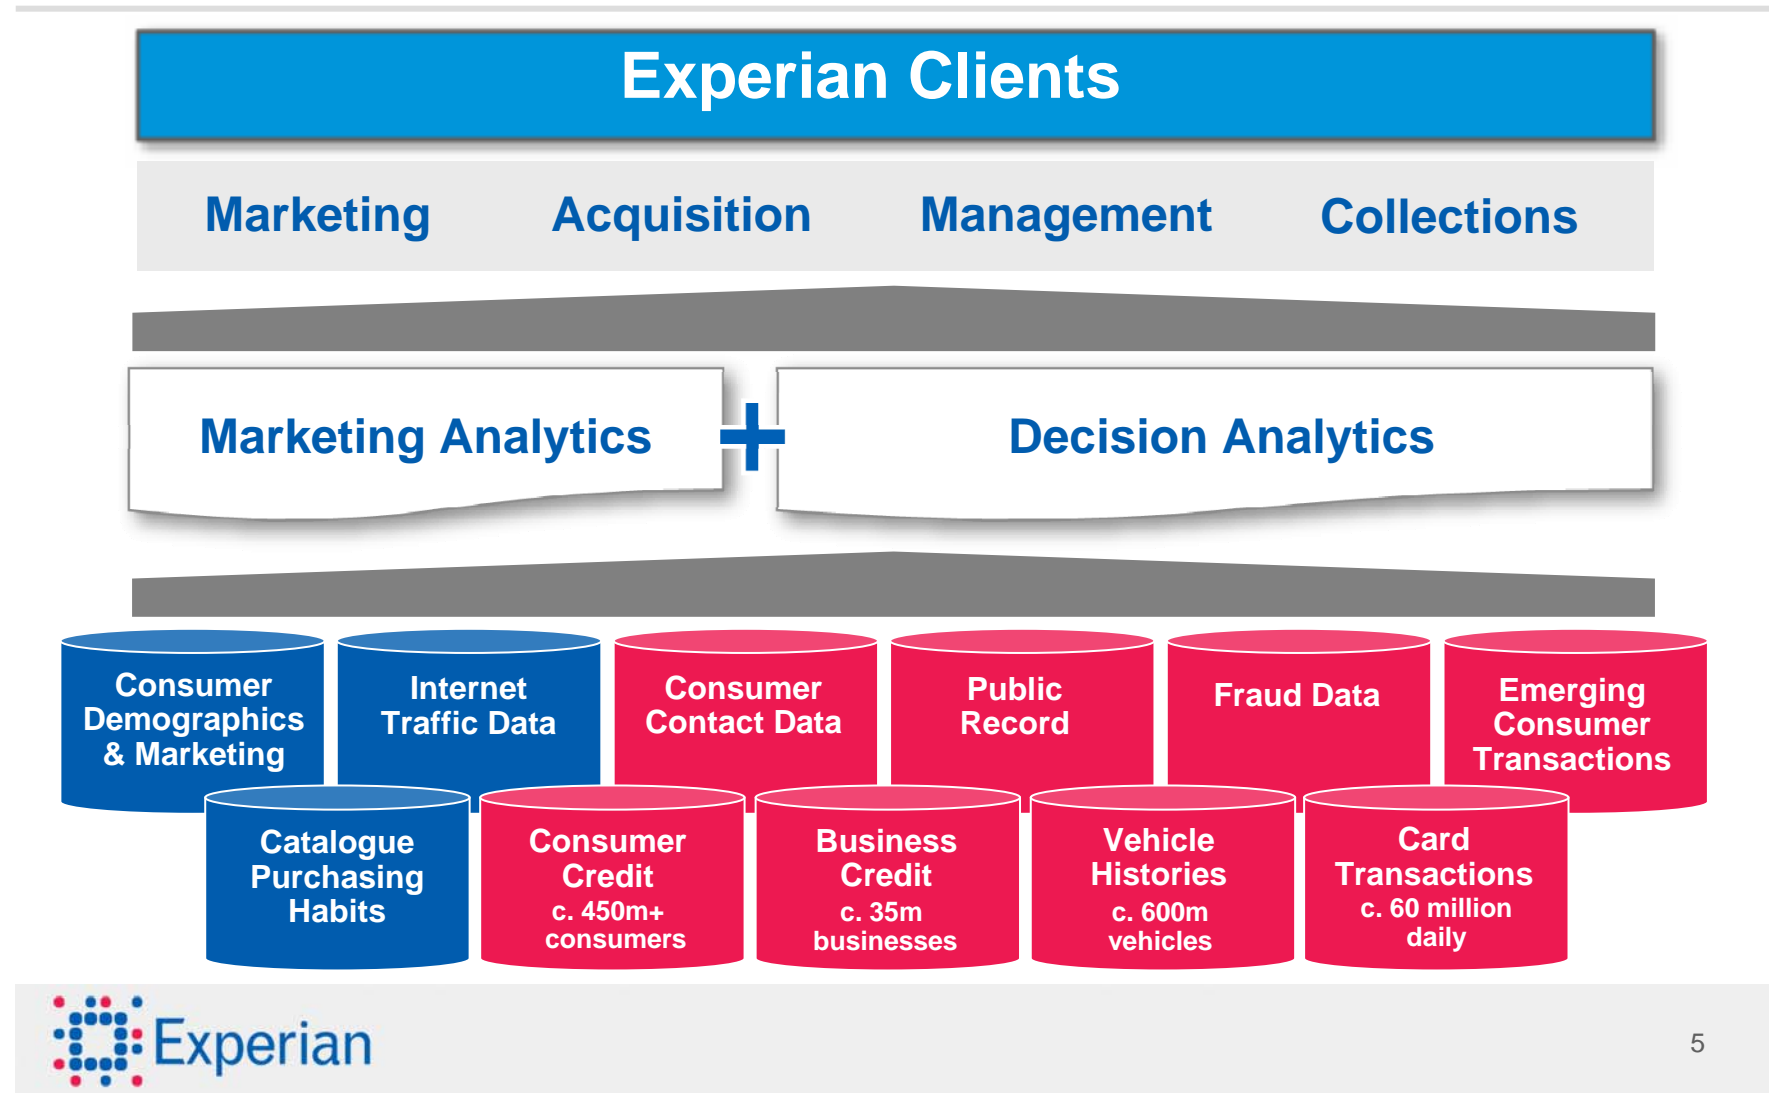 Experian Clients
Marketing Acquisition Management Collections
Marketing Analytics + Decision Analytics
Consumer
Demographics
& Marketing
Internet
Traffic Data
Consumer
Contact Data
Public
Record
Fraud Data
Emerging
Consumer
Transactions
Catalogue
Purchasing
Habits
Consumer
Credit
c. 450m+
consumers
Business
Credit
c. 35m
businesses
Vehicle
Histories
c. 600m
vehicles
Card
Transactions
c. 60 million
daily
Experian
5